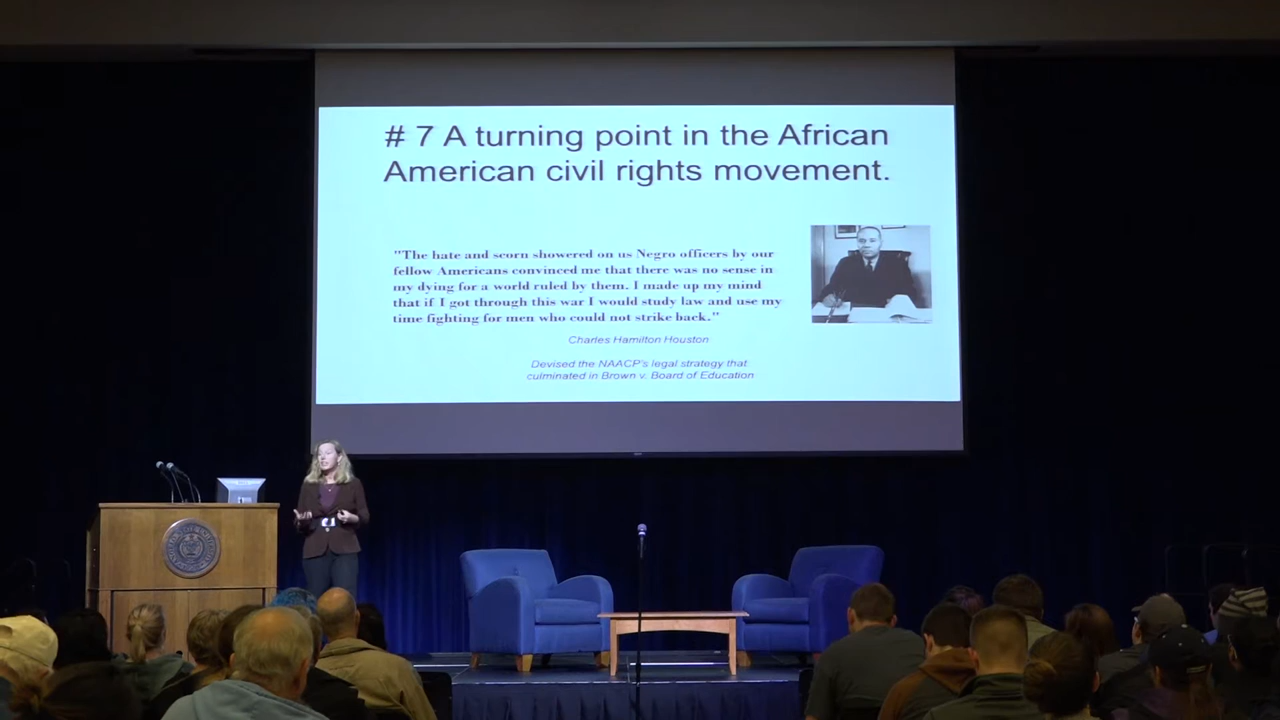 # 7 A turning point in the African
American civil rights movement.
"The hate and scorn showered on us Negro officers by our
fellow Americans convinced me that there was no sense in
my dying for a world ruled by them. I made up my mind
that if I got through this war I would study law and use my
time fighting for men who could not strike back."
Charles Hamilton Houston
Devised the NAACP's legal strategy that
culminated in Brown v. Board of Education